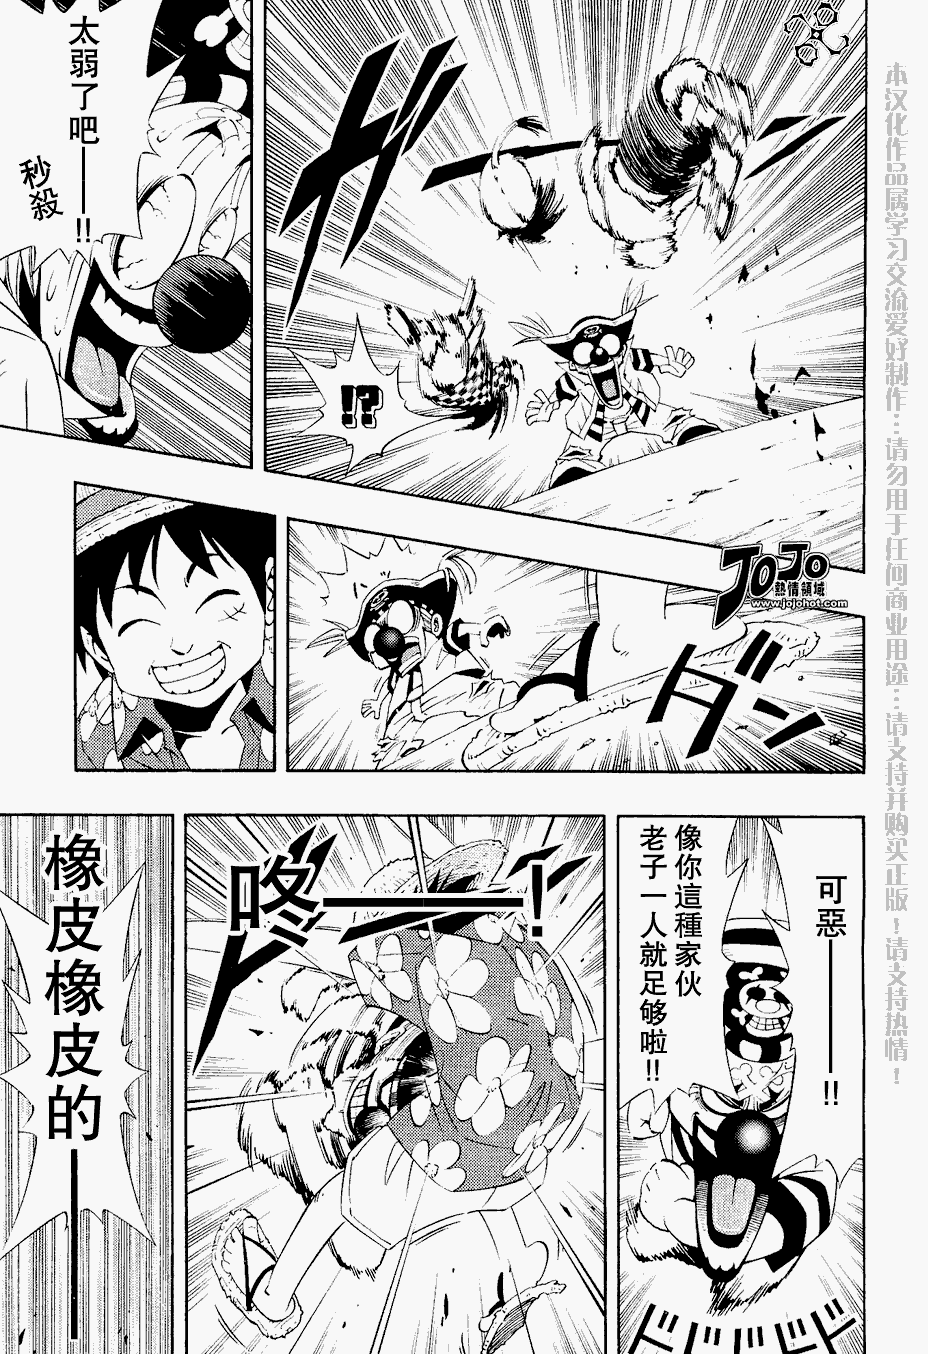 !?
太弱了吧——!!
秒殺
ダン
JOJO
熱情領域
www.jojohot.com
可惡——!!
像你這種家伙
老子一人就足够啦!!
ドドドドド
咚——!
橡皮橡皮的——
本汉化作品属学习交流爱好制作：请勿用于任何商业用途：请支持并购买正版！请支持热情！